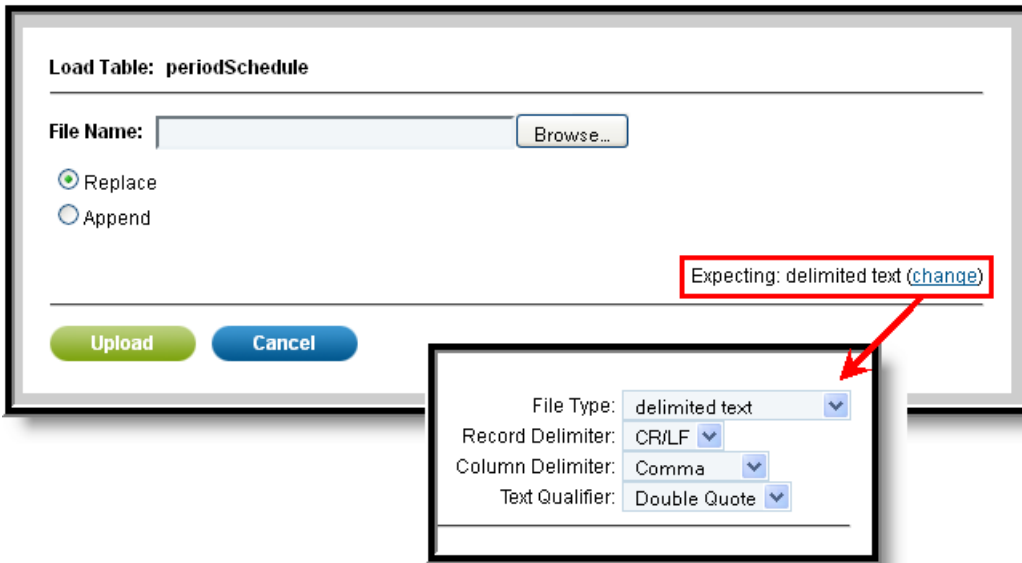 Load Table: periodSchedule
File Name: Browse...
Replace
Append
Expecting: delimited text (change)
Upload Cancel
File Type: delimited text
Record Delimiter: CR/LF
Column Delimiter: Comma
Text Qualifier: Double Quote